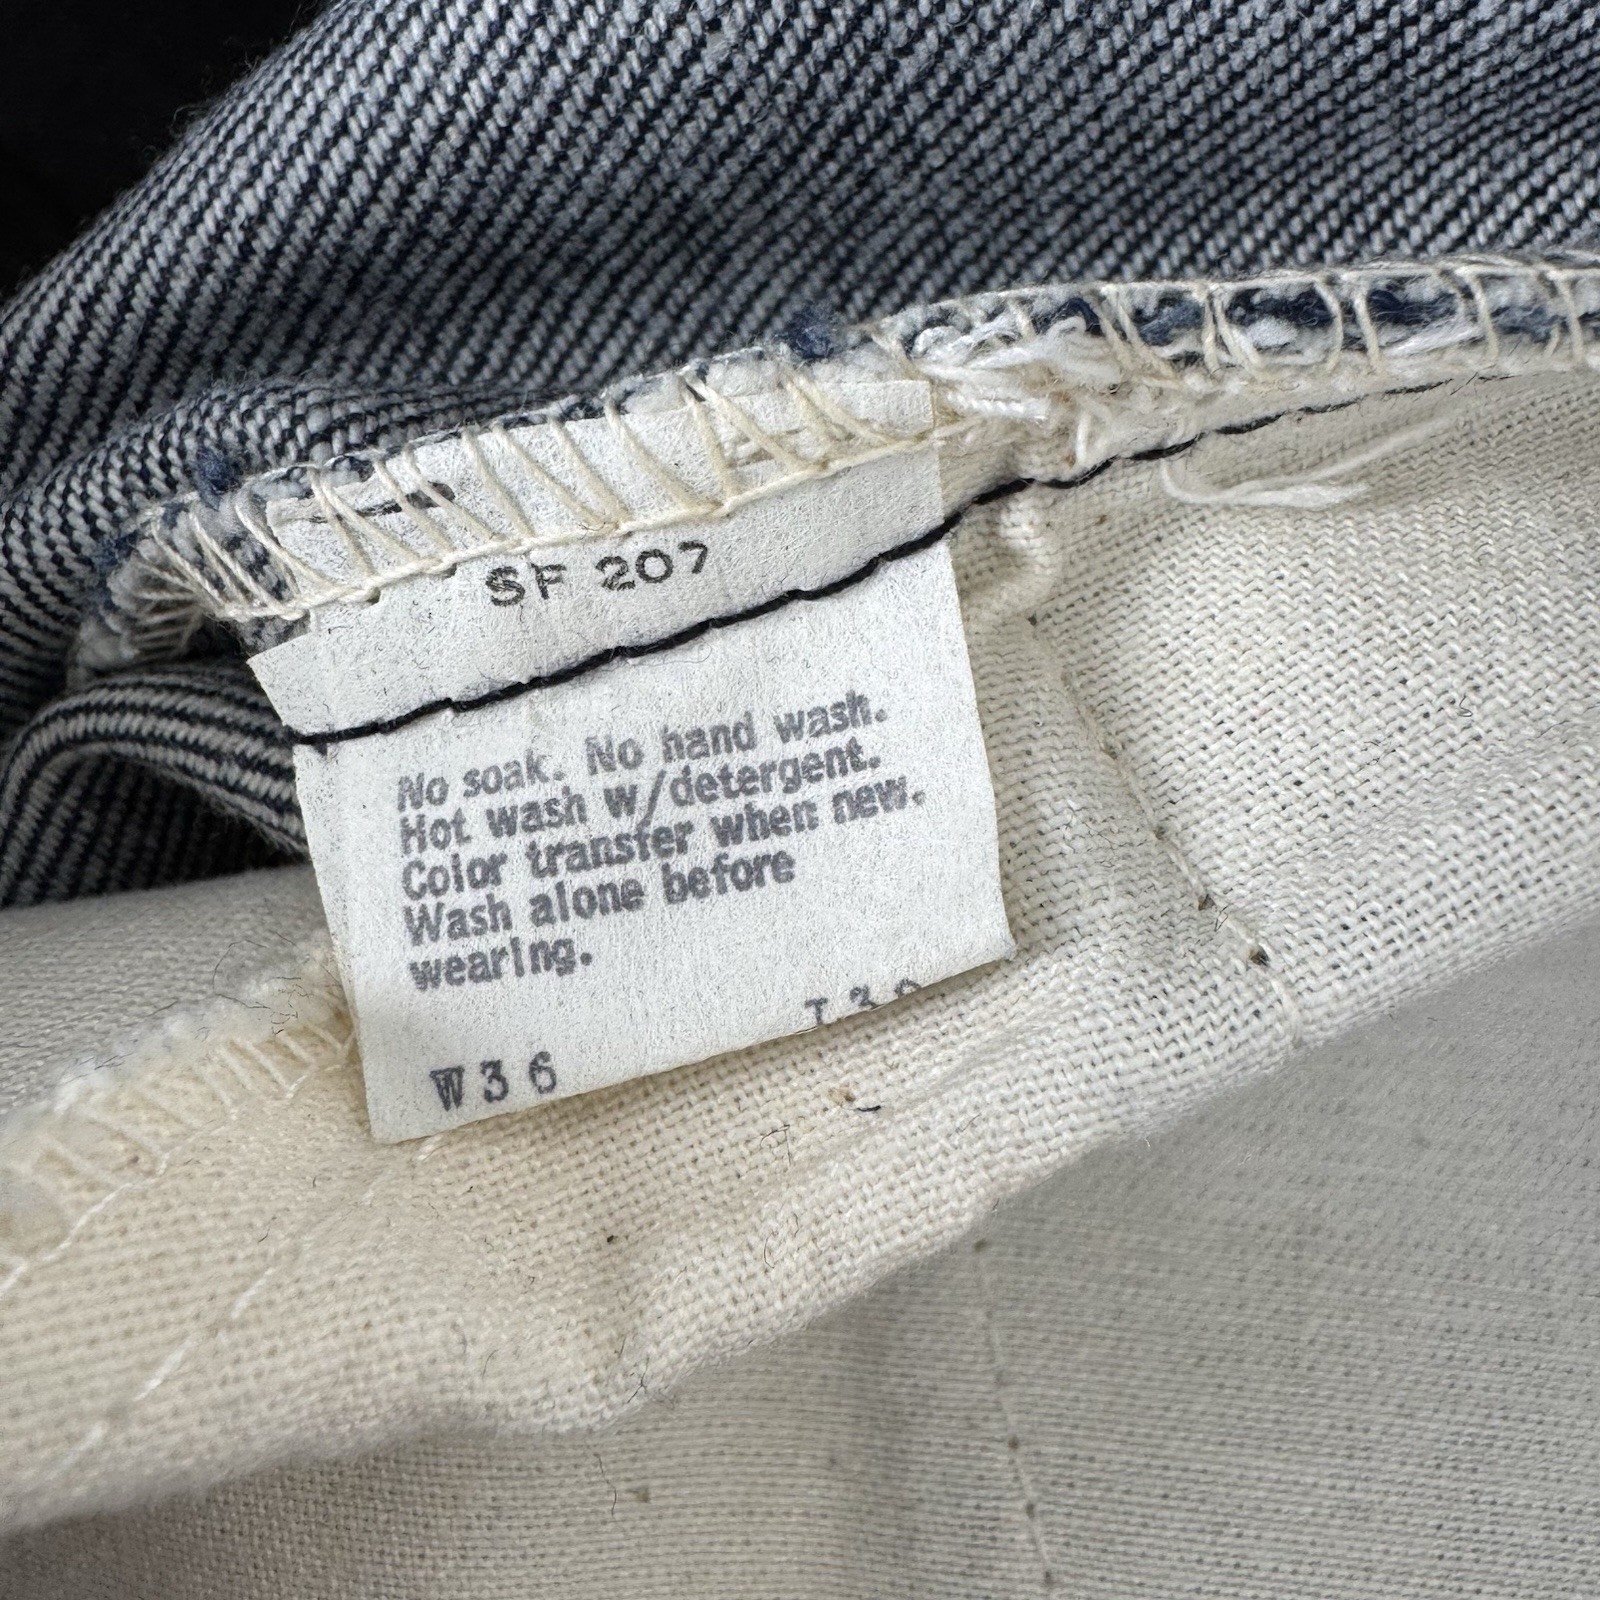 SF 207
No soak. No hand wash.
Hot wash w/detergent.
Color transfer when new.
Wash alone before
wearing.
W36